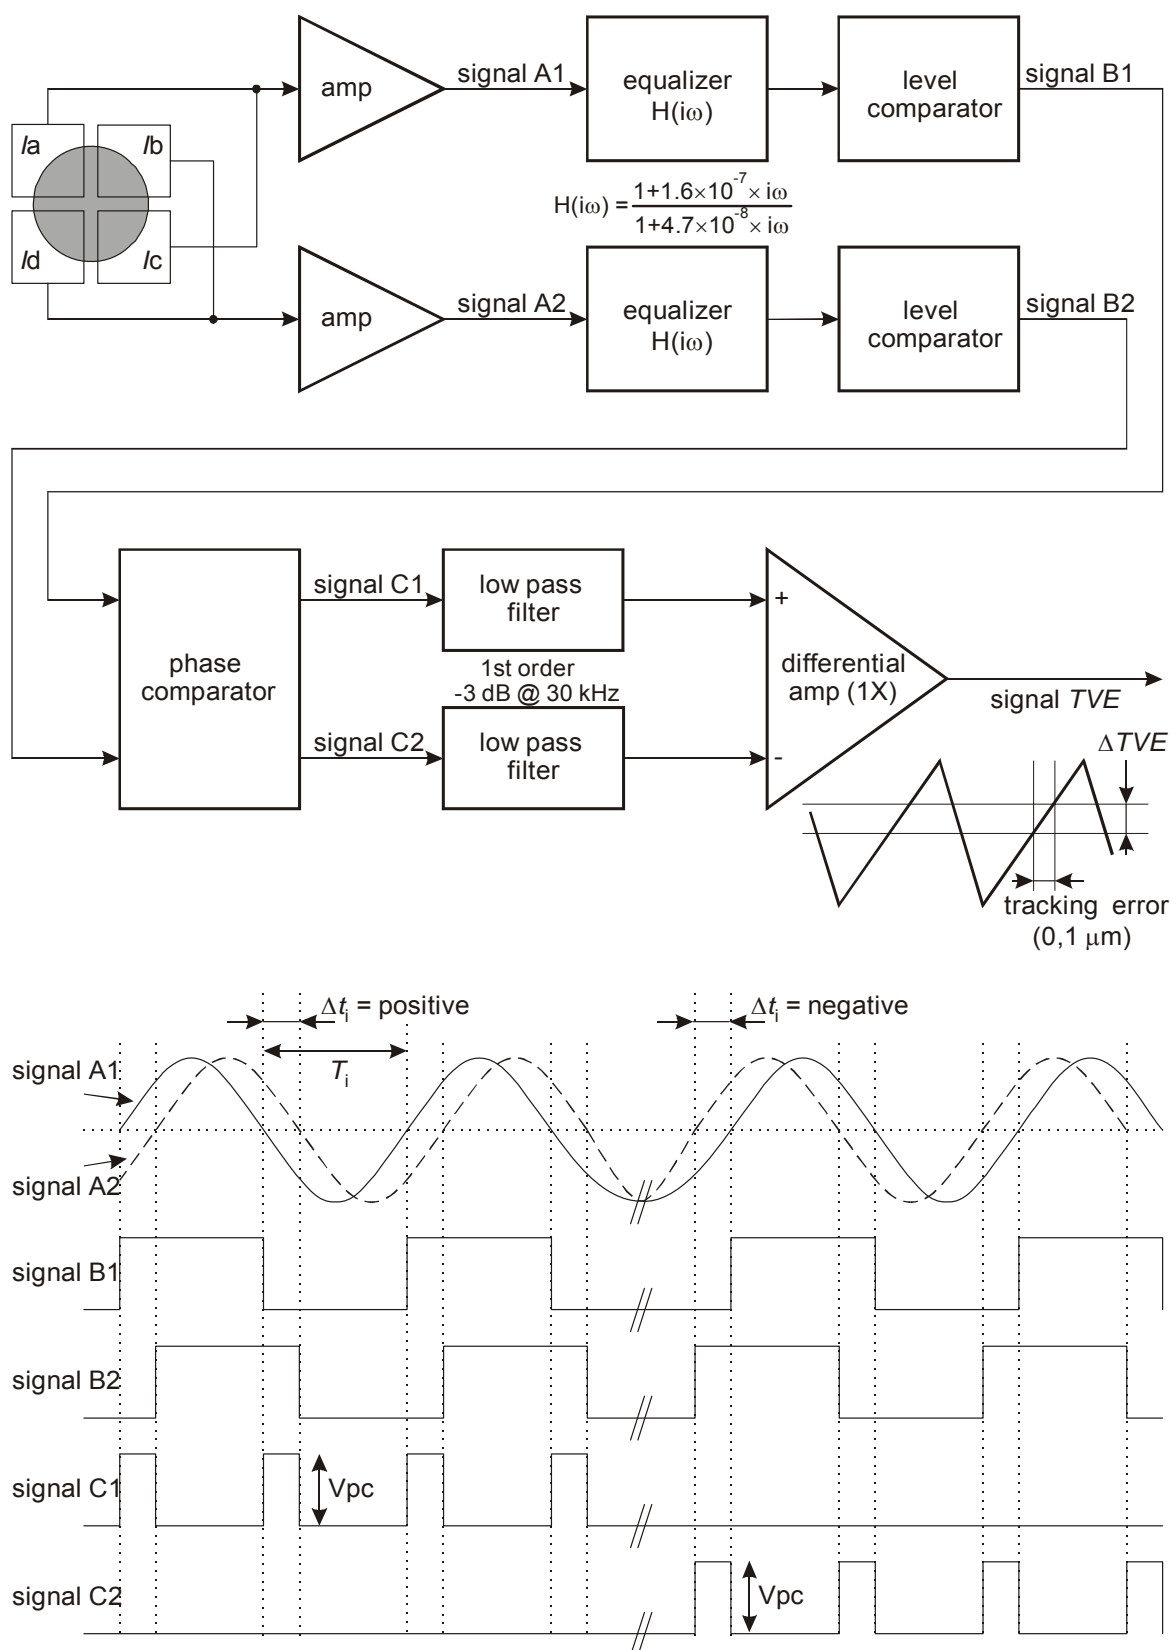 amp
signal A1
equalizer
H(iω)
level
comparator
signal B1
Ia
Ib
Id
Ic
H(iω) = 1+1.6×10^-7 × iω
1+4.7×10^-8 × iω
amp
signal A2
equalizer
H(iω)
level
comparator
signal B2
phase
comparator
signal C1
low pass
filter
1st order
-3 dB @ 30 kHz
signal C2
low pass
filter
+
differential
amp (1X)
-
signal TVE
ΔTVE
tracking error
(0,1 μm)
Δti = positive
Δti = negative
Ti
signal A1
signal A2
signal B1
signal B2
signal C1
Vpc
signal C2
Vpc